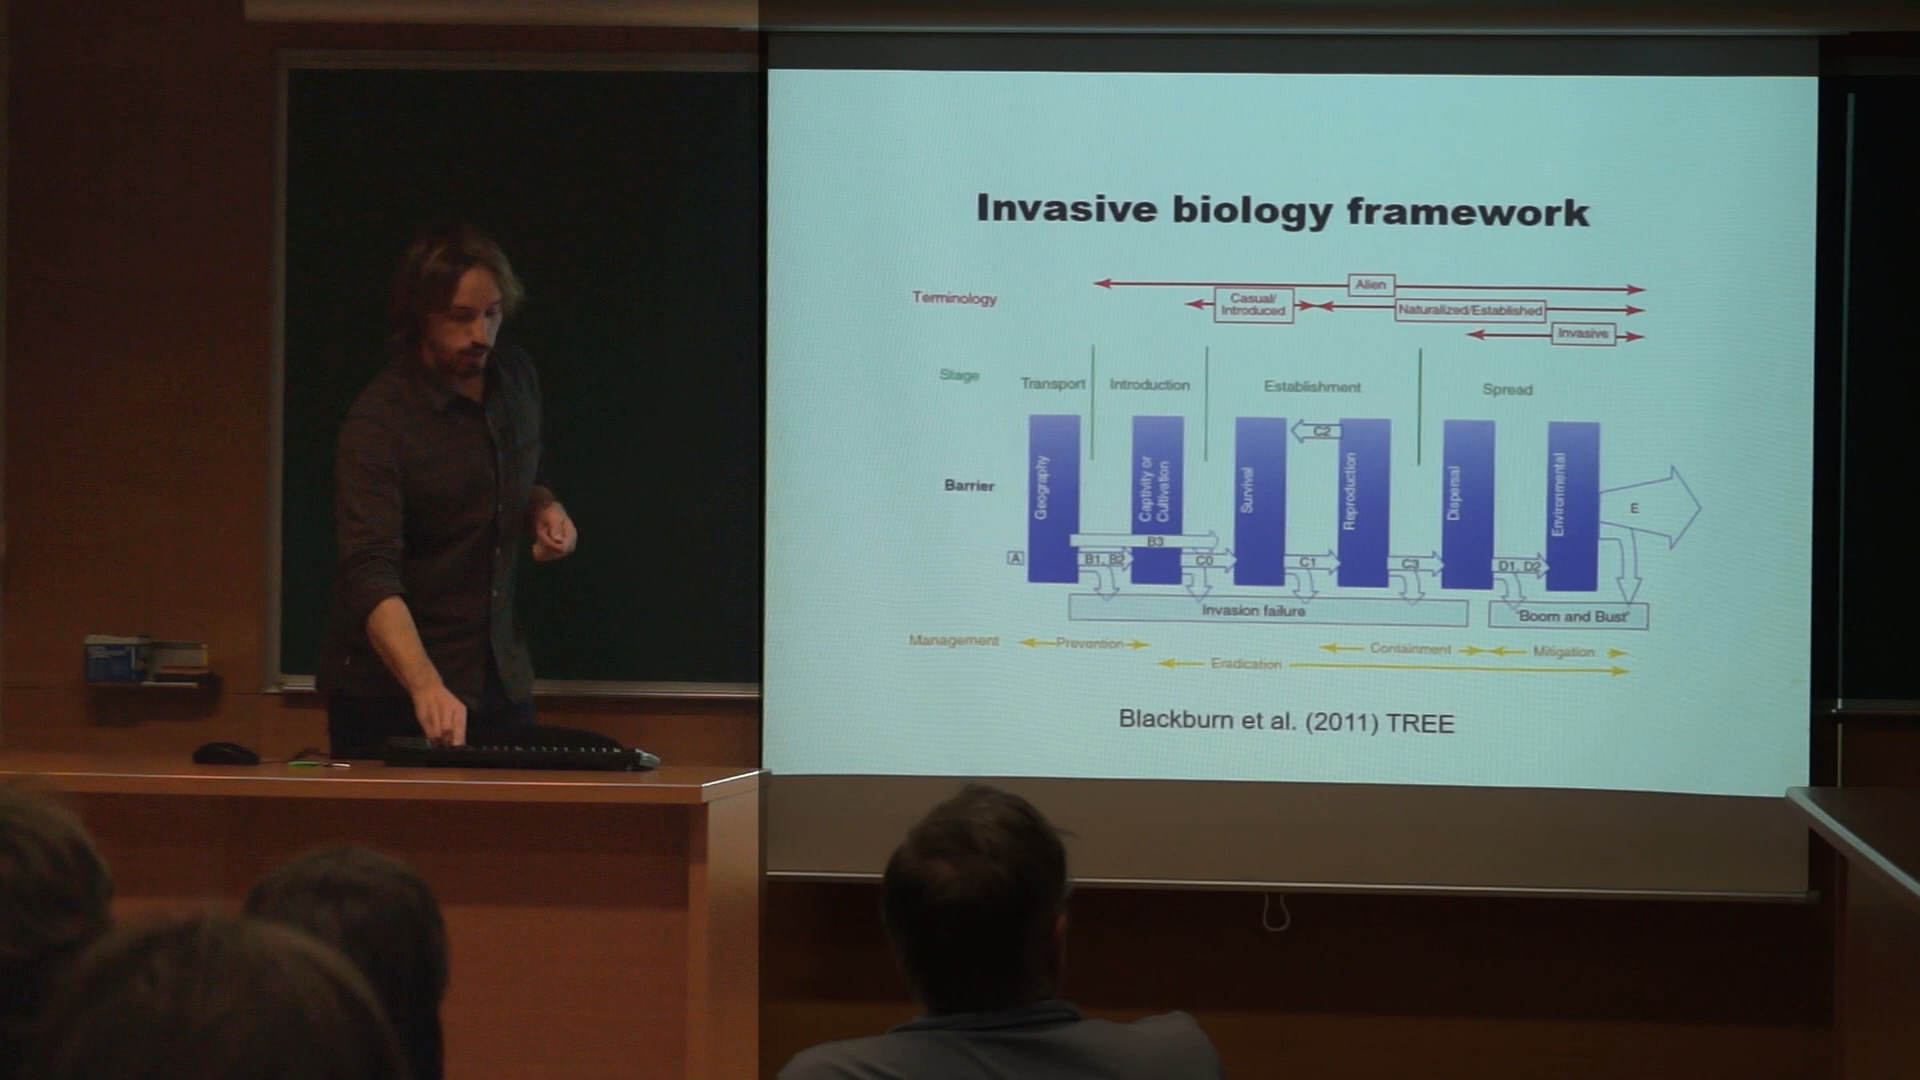 Invasive biology framework
Terminology
Alien
Casual/
Introduced
Naturalized/Established
Invasive
Stage
Transport
Introduction
Establishment
Spread
Barrier
Geography
Captivity or
Cultivation
Survival
C2
Reproduction
Dispersal
Environmental
E
B3
A
B1, B2
C0
C1
C3
D1, D2
Invasion failure
'Boom and Bust'
Management
Prevention
Containment
Mitigation
Eradication
Blackburn et al. (2011) TREE